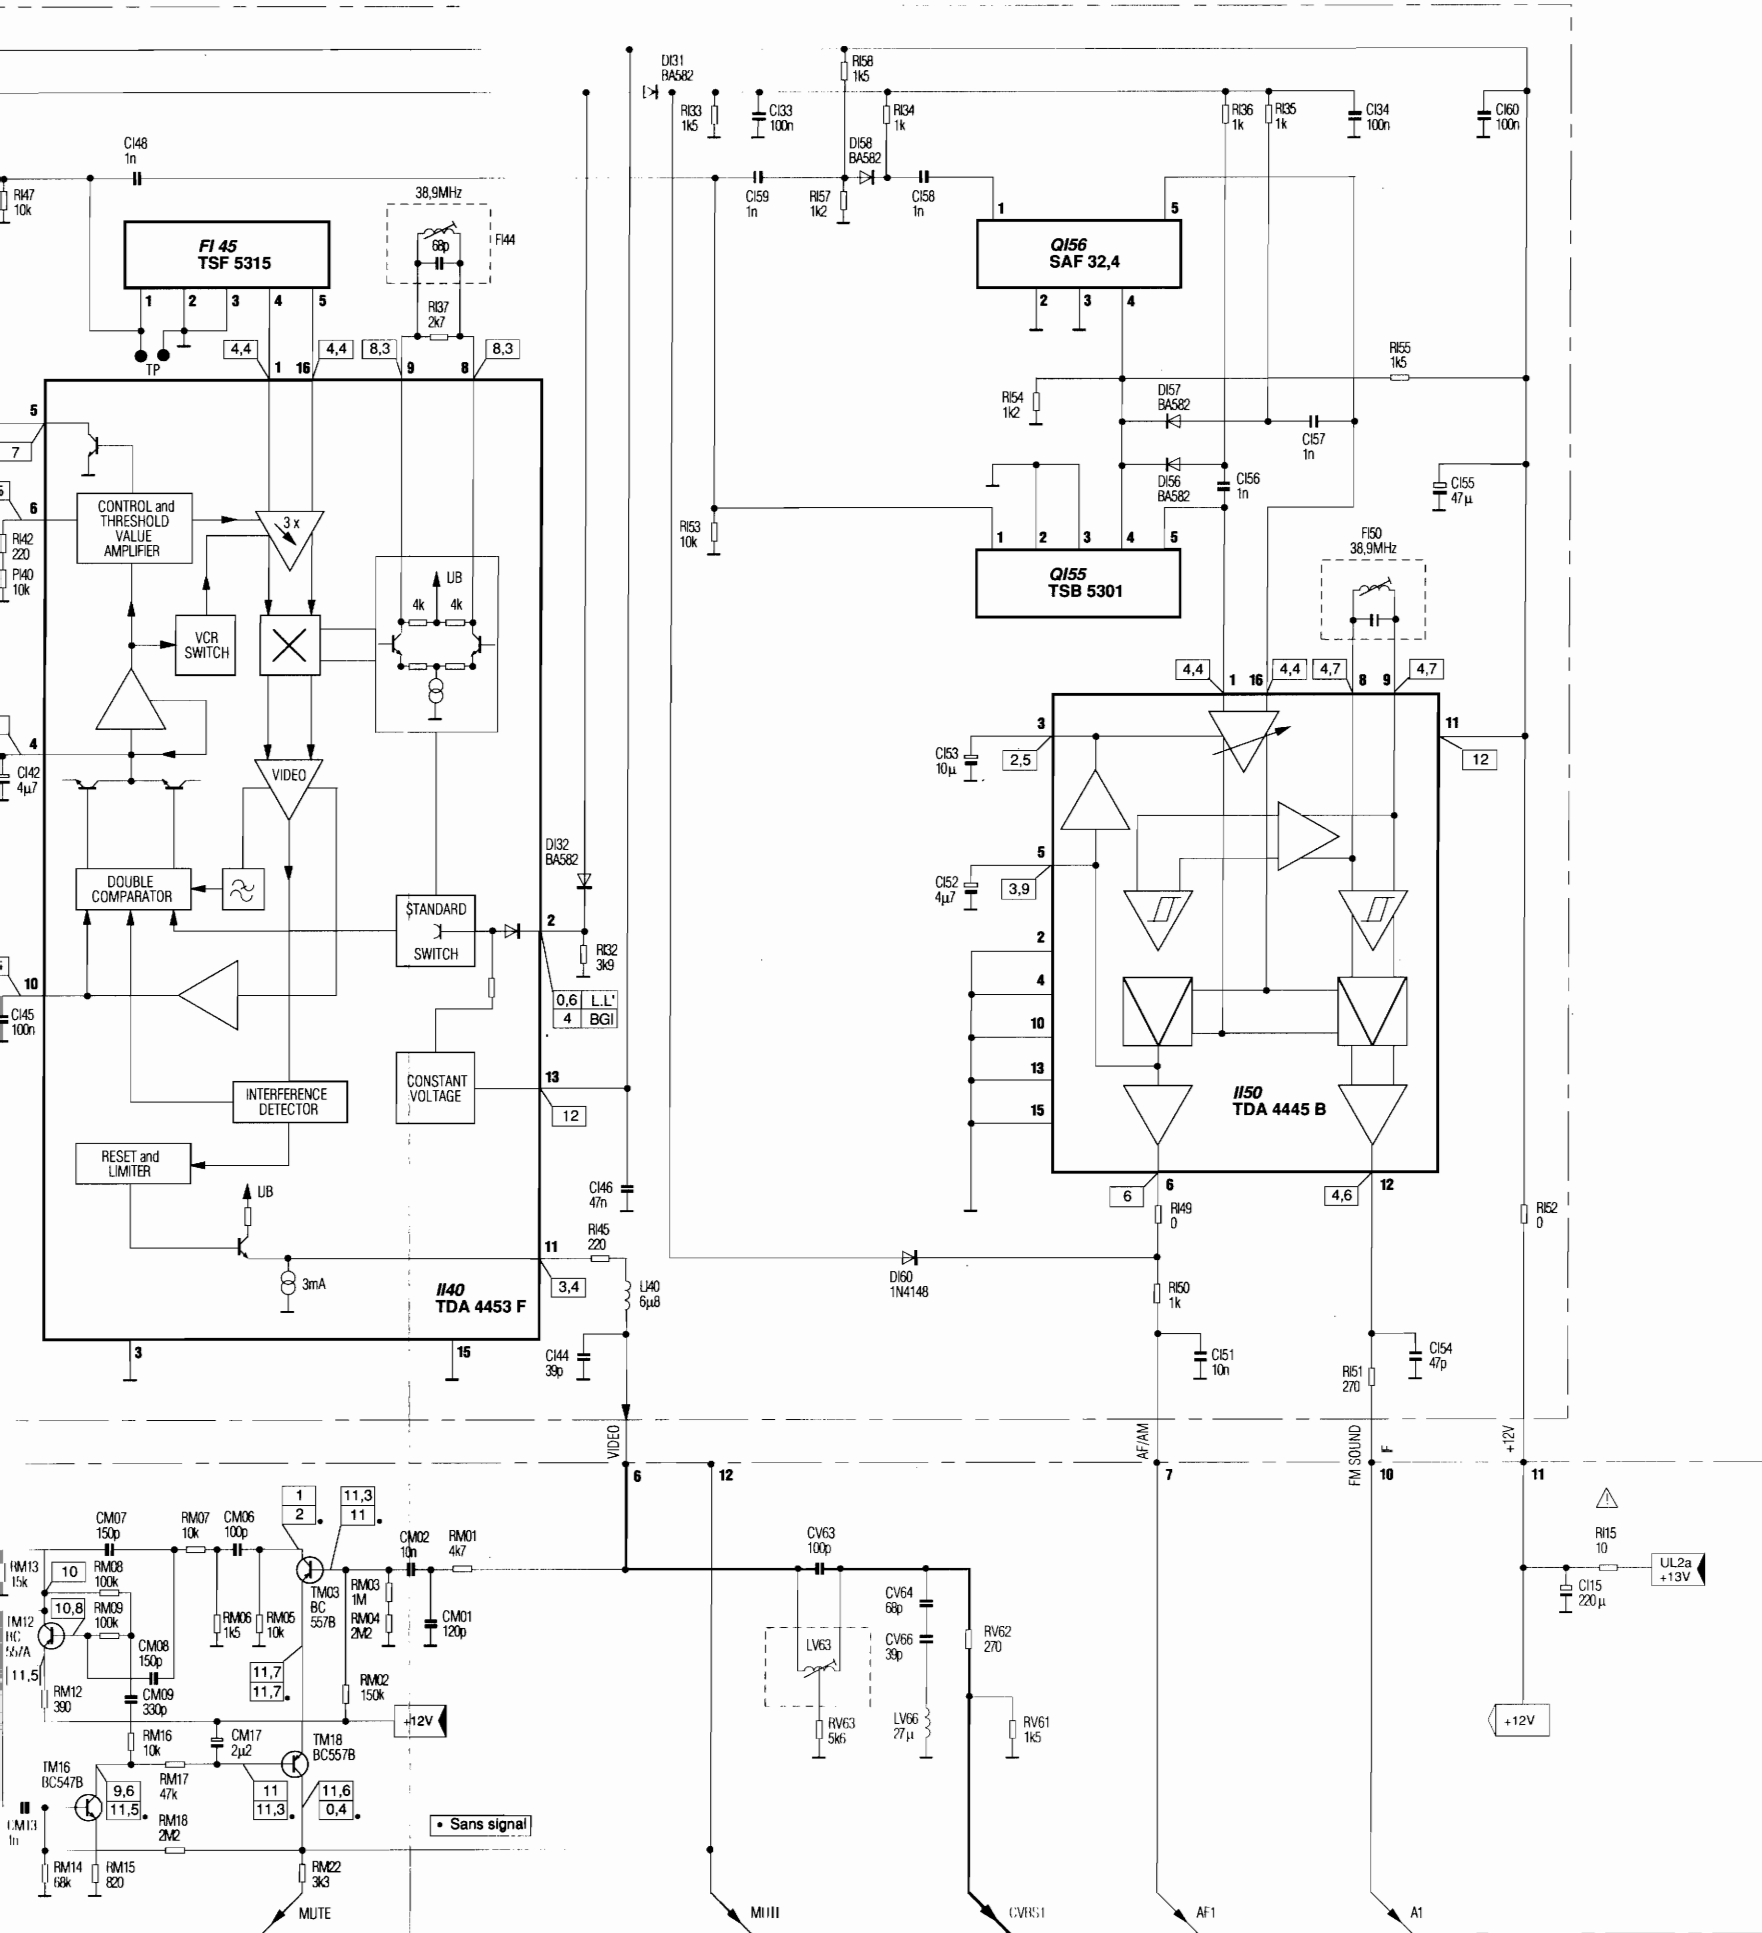 DI31
BA582
RI58
1k5
RI33
1k5
CI33
100n
RI34
1k
RI36
1k
RI35
1k
CI34
100n
CI60
100n
CI48
1n
DI58
BA582
RI47
10k
38,9MHz
CI59
1n
RI57
1k2
CI58
1n
1
5
FI 45
TSF 5315
68p
FI44
QI56
SAF 32,4
1
2
3
4
5
RI37
2k7
2
3
4
4,4
4,4
8,3
8,3
TP
1
16
9
8
RI55
1k5
5
7
RI54
1k2
DI57
BA582
CI57
1n
6
RI42
220
PI40
10k
CONTROL and
THRESHOLD
VALUE
AMPLIFIER
3 x
DI56
BA582
CI56
1n
CI55
47µ
RI53
10k
1
2
3
4
5
FI50
38,9MHz
UB
4k
4k
QI55
TSB 5301
VCR
SWITCH
4,4
1
16
4,4
4,7
8
9
4,7
4
CI42
4µ7
VIDEO
3
2,5
CI53
10µ
11
12
DI32
BA582
5
3,9
CI52
4µ7
DOUBLE
COMPARATOR
STANDARD
SWITCH
2
RI32
3k9
2
4
10
13
15
10
CI45
100n
0,6 L.L'
4 BGI
CONSTANT
VOLTAGE
13
12
INTERFERENCE
DETECTOR
II50
TDA 4445 B
RESET and
LIMITER
UB
CI46
47n
6
6
4,6
12
RI49
0
RI52
0
RI45
220
11
3,4
3mA
II40
TDA 4453 F
LI40
6µ8
DI60
1N4148
RI50
1k
3
15
CI44
39p
CI51
10n
CI54
47p
RI51
270
VIDEO
AF/AM
FM SOUND
IF
+12V
6
12
7
10
11
1
2
11,3
11
CM07
150p
RM07
10k
CM06
100p
CM02
10n
RM01
4k7
CV63
100p
RI15
10
UL2a
+13V
RM13
15k
10
RM08
100k
TM03
BC
557B
RM03
1M
RM04
2M2
CM01
120p
CV64
68p
CI15
220µ
TM12
BC
557A
10,8
RM09
100k
RM06
1k5
RM05
10k
CM08
150p
LV63
CV66
39p
RV62
270
11,5
RM12
390
CM09
330p
11,7
11,7
RM02
150k
+12V
RV63
5k6
LV66
27µ
RV61
1k5
+12V
RM16
10k
CM17
2µ2
TM18
BC557B
TM16
BC547B
RM17
47k
9,6
11,5
11
11,3
11,6
0,4
CM13
1n
RM18
2M2
• Sans signal
RM14
68k
RM15
820
RM22
3k3
MUTE
CVBS1
AF1
A1